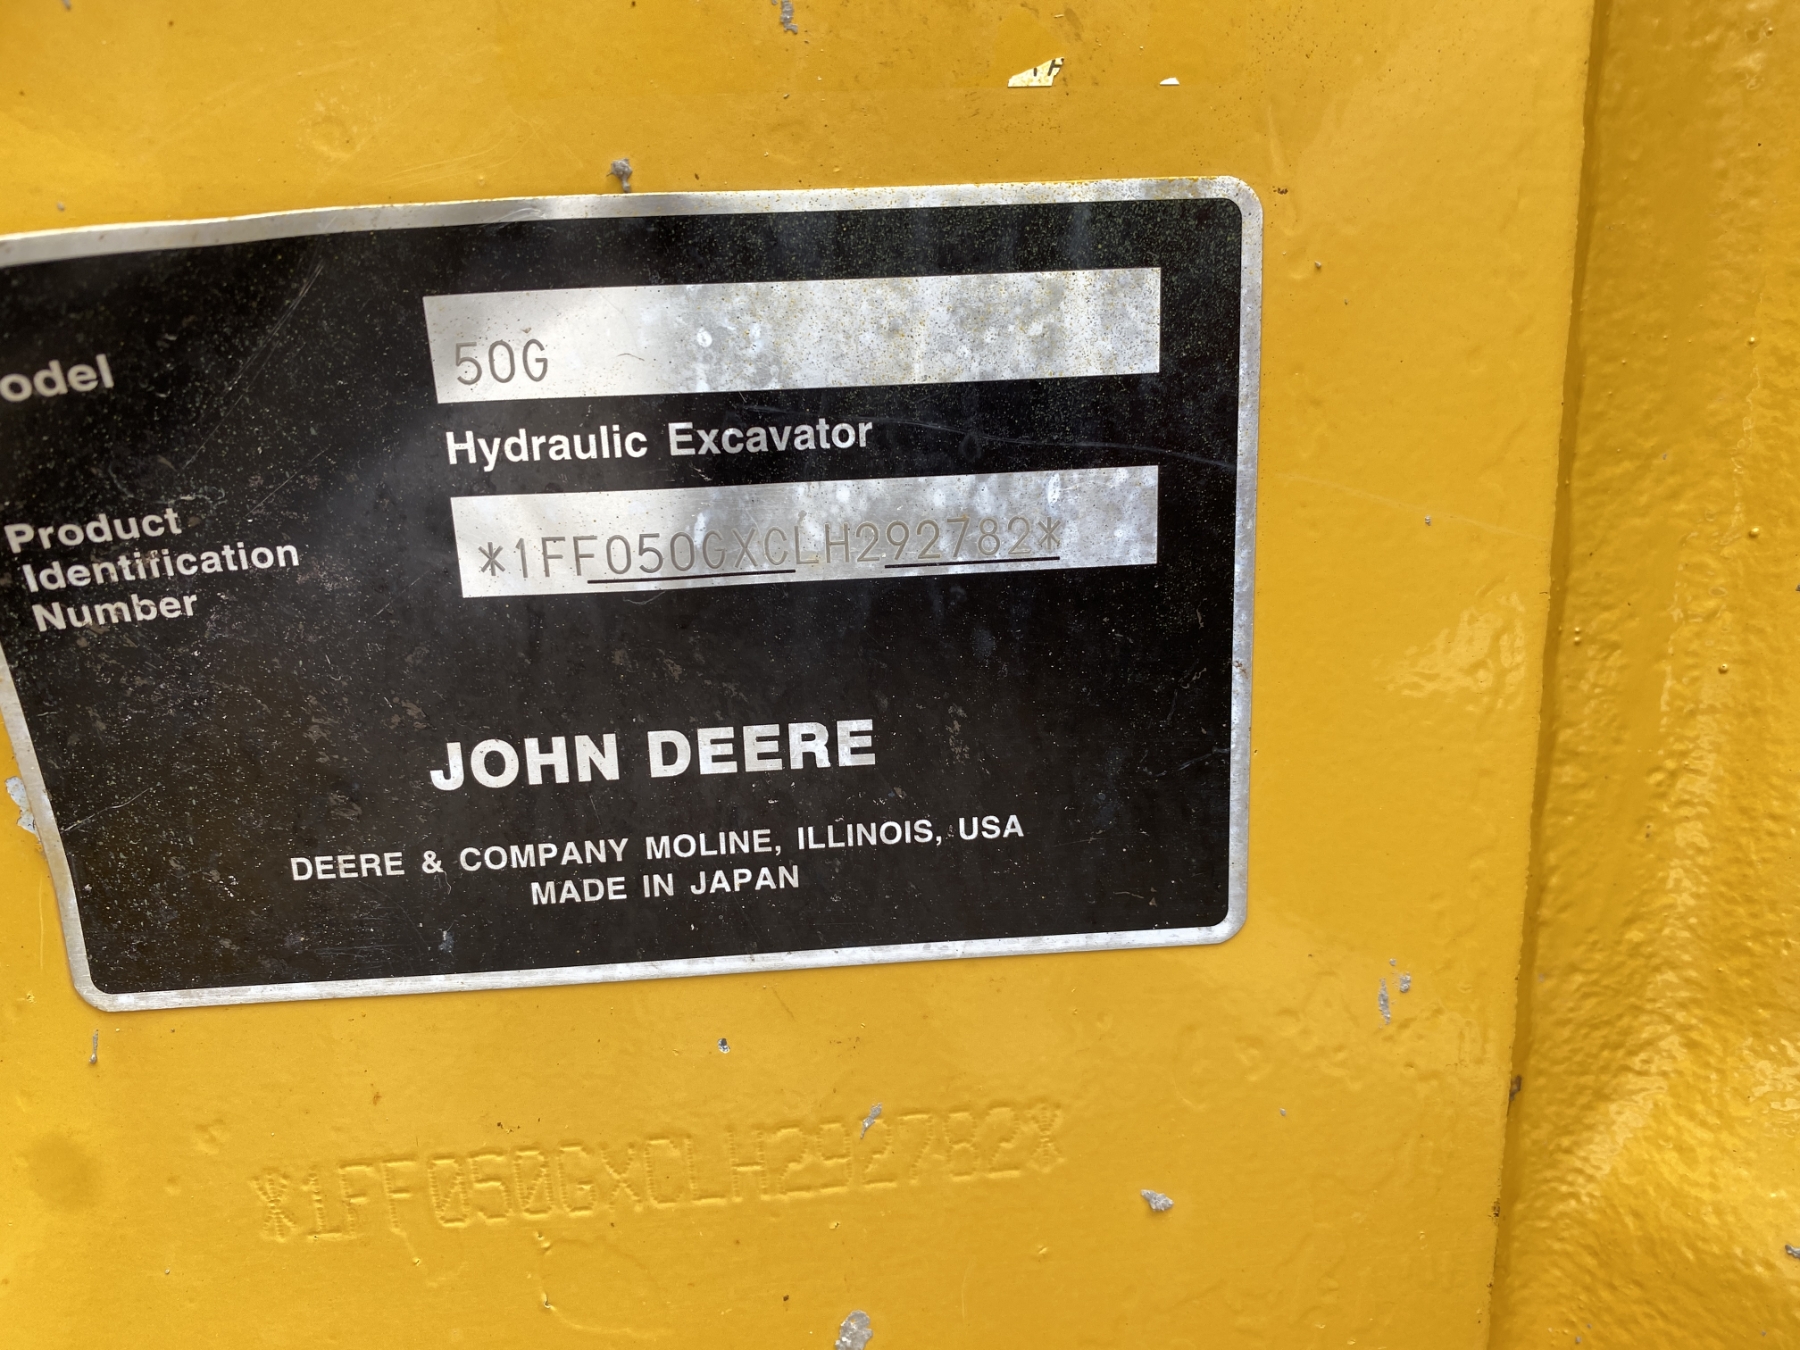 odel
50G
Hydraulic Excavator
Product
Identification
Number
*1FF050GXCLH292782*
JOHN DEERE
DEERE & COMPANY MOLINE, ILLINOIS, USA
MADE IN JAPAN
*1FF050GXCLH292782*